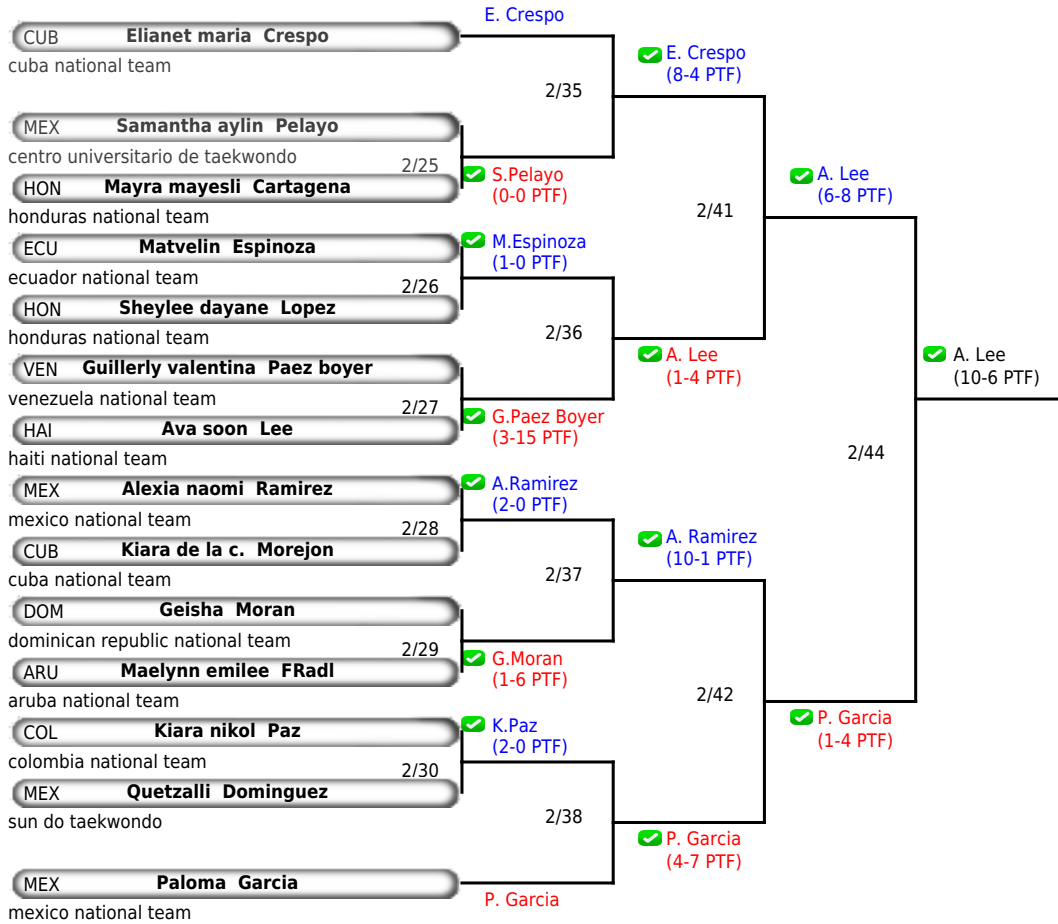 E. Crespo
CUB Elianet maria Crespo
cuba national team
E. Crespo
(8-4 PTF)
2/35
MEX Samantha aylin Pelayo
centro universitario de taekwondo
2/25
S.Pelayo
(0-0 PTF)
HON Mayra mayesli Cartagena
honduras national team
A. Lee
(6-8 PTF)
2/41
ECU Matvelin Espinoza
ecuador national team
M.Espinoza
(1-0 PTF)
2/26
HON Sheylee dayane Lopez
honduras national team
2/36
VEN Guillerly valentina Paez boyer
venezuela national team
A. Lee
(1-4 PTF)
A. Lee
(10-6 PTF)
2/27
G.Paez Boyer
(3-15 PTF)
HAI Ava soon Lee
haiti national team
2/44
MEX Alexia naomi Ramirez
mexico national team
A.Ramirez
(2-0 PTF)
2/28
CUB Kiara de la c. Morejon
cuba national team
A. Ramirez
(10-1 PTF)
2/37
DOM Geisha Moran
dominican republic national team
2/29
G.Moran
(1-6 PTF)
ARU Maelynn emilee FRadl
aruba national team
2/42
COL Kiara nikol Paz
colombia national team
K.Paz
(2-0 PTF)
P. Garcia
(1-4 PTF)
2/30
MEX Quetzalli Dominguez
sun do taekwondo
2/38
P. Garcia
(4-7 PTF)
MEX Paloma Garcia
mexico national team
P. Garcia